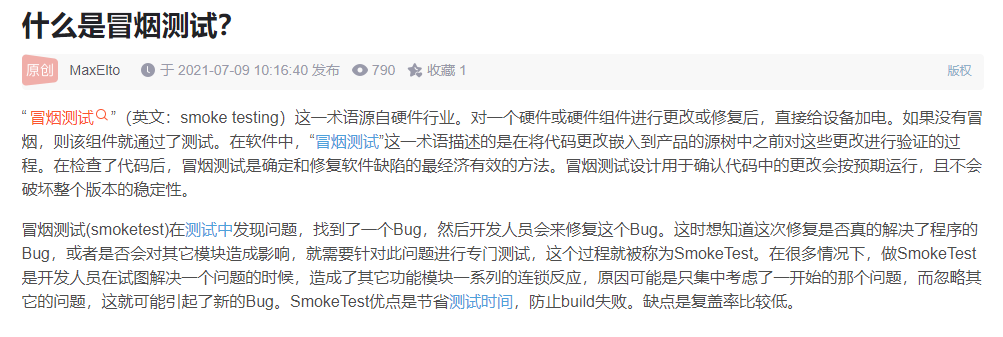 什么是冒烟测试？
原创 MaxElto 于 2021-07-09 10:16:40 发布 790 收藏 1 版权
“冒烟测试”（英文：smoke testing）这一术语源自硬件行业。对一个硬件或硬件组件进行更改或修复后，直接给设备加电。如果没有冒
烟，则该组件就通过了测试。在软件中，“冒烟测试”这一术语描述的是在将代码更改嵌入到产品的源树中之前对这些更改进行验证的过
程。在检查了代码后，冒烟测试是确定和修复软件缺陷的最经济有效的方法。冒烟测试设计用于确认代码中的更改会按预期运行，且不会
破坏整个版本的稳定性。
冒烟测试(smoketest)在测试中发现问题，找到了一个Bug，然后开发人员会来修复这个Bug。这时想知道这次修复是否真的解决了程序的
Bug，或者是否会对其它模块造成影响，就需要针对此问题进行专门测试，这个过程就被称为SmokeTest。在很多情况下，做SmokeTest
是开发人员在试图解决一个问题的时候，造成了其它功能模块一系列的连锁反应，原因可能是只集中考虑了一开始的那个问题，而忽略其
它的问题，这就可能引起了新的Bug。SmokeTest优点是节省测试时间，防止build失败。缺点是复盖率比较低。